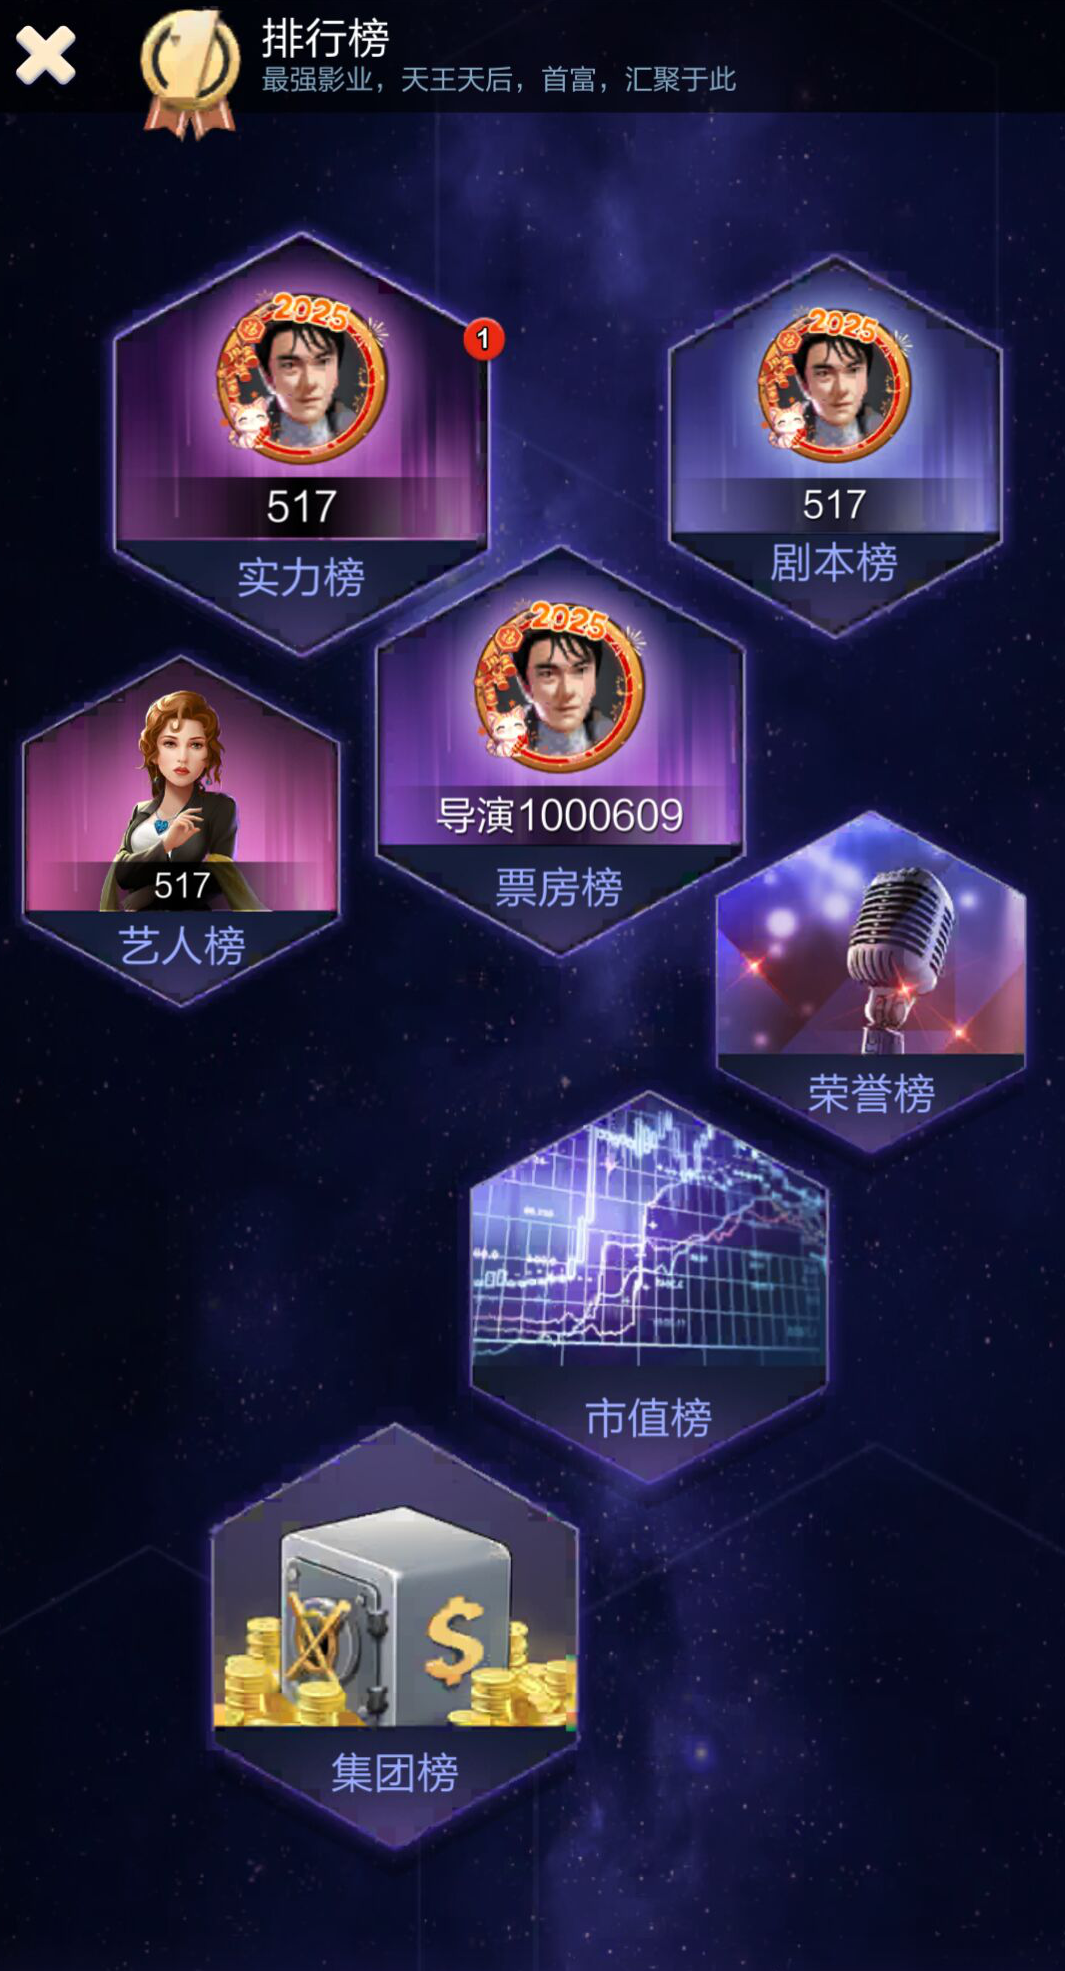 排行榜
最强影业，天王天后，首富，汇聚于此
2025
1
517
实力榜
2025
517
剧本榜
2025
导演1000609
票房榜
517
艺人榜
荣誉榜
市值榜
$
集团榜